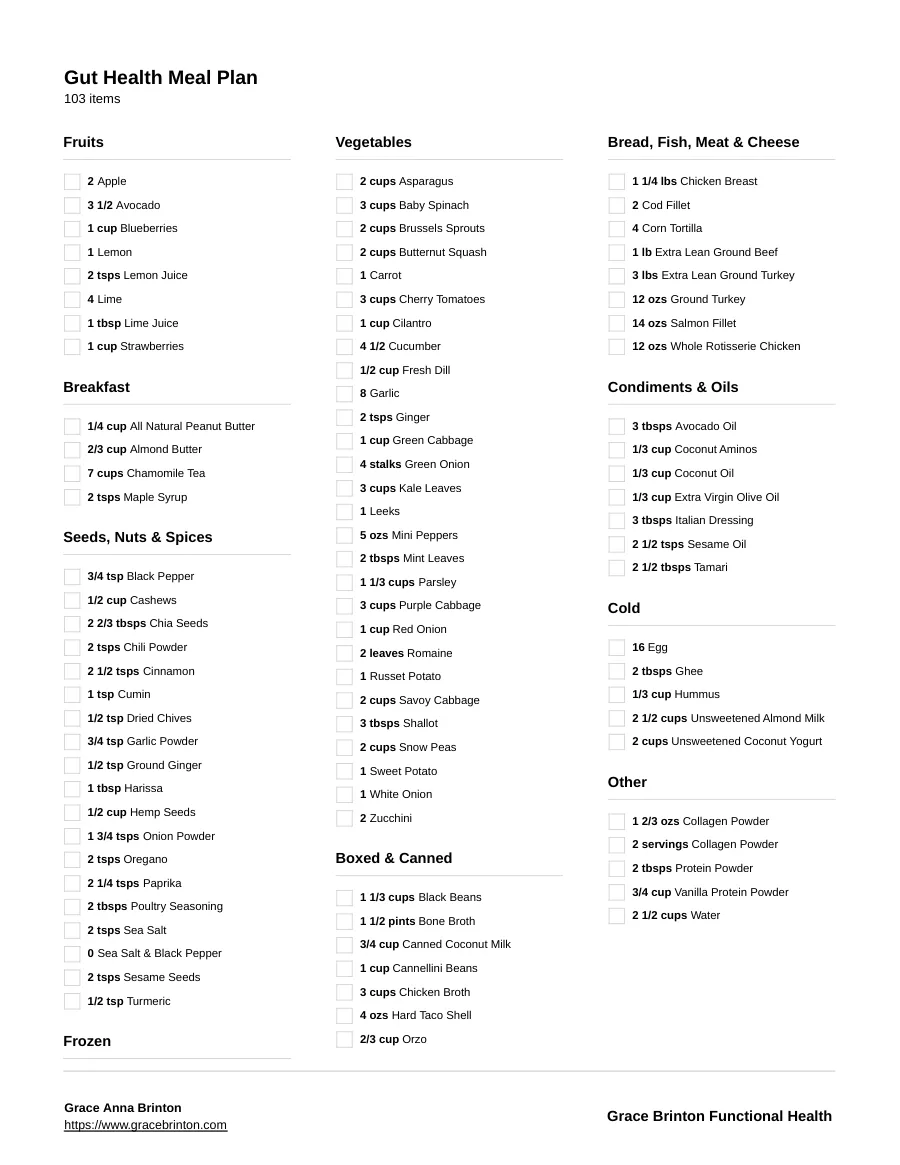 Gut Health Meal Plan
103 items
Fruits
2 Apple
3 1/2 Avocado
1 cup Blueberries
1 Lemon
2 tsps Lemon Juice
4 Lime
1 tbsp Lime Juice
1 cup Strawberries
Breakfast
1/4 cup All Natural Peanut Butter
2/3 cup Almond Butter
7 cups Chamomile Tea
2 tsps Maple Syrup
Seeds, Nuts & Spices
3/4 tsp Black Pepper
1/2 cup Cashews
2 2/3 tbsps Chia Seeds
2 tsps Chili Powder
2 1/2 tsps Cinnamon
1 tsp Cumin
1/2 tsp Dried Chives
3/4 tsp Garlic Powder
1/2 tsp Ground Ginger
1 tbsp Harissa
1/2 cup Hemp Seeds
1 3/4 tsps Onion Powder
2 tsps Oregano
2 1/4 tsps Paprika
2 tbsps Poultry Seasoning
2 tsps Sea Salt
0 Sea Salt & Black Pepper
2 tsps Sesame Seeds
1/2 tsp Turmeric
Frozen
Vegetables
2 cups Asparagus
3 cups Baby Spinach
2 cups Brussels Sprouts
2 cups Butternut Squash
1 Carrot
3 cups Cherry Tomatoes
1 cup Cilantro
4 1/2 Cucumber
1/2 cup Fresh Dill
8 Garlic
2 tsps Ginger
1 cup Green Cabbage
4 stalks Green Onion
3 cups Kale Leaves
1 Leeks
5 ozs Mini Peppers
2 tbsps Mint Leaves
1 1/3 cups Parsley
3 cups Purple Cabbage
1 cup Red Onion
2 leaves Romaine
1 Russet Potato
2 cups Savoy Cabbage
3 tbsps Shallot
2 cups Snow Peas
1 Sweet Potato
1 White Onion
2 Zucchini
Boxed & Canned
1 1/3 cups Black Beans
1 1/2 pints Bone Broth
3/4 cup Canned Coconut Milk
1 cup Cannellini Beans
3 cups Chicken Broth
4 ozs Hard Taco Shell
2/3 cup Orzo
Bread, Fish, Meat & Cheese
1 1/4 lbs Chicken Breast
2 Cod Fillet
4 Corn Tortilla
1 lb Extra Lean Ground Beef
3 lbs Extra Lean Ground Turkey
12 ozs Ground Turkey
14 ozs Salmon Fillet
12 ozs Whole Rotisserie Chicken
Condiments & Oils
3 tbsps Avocado Oil
1/3 cup Coconut Aminos
1/3 cup Coconut Oil
1/3 cup Extra Virgin Olive Oil
3 tbsps Italian Dressing
2 1/2 tsps Sesame Oil
2 1/2 tbsps Tamari
Cold
16 Egg
2 tbsps Ghee
1/3 cup Hummus
2 1/2 cups Unsweetened Almond Milk
2 cups Unsweetened Coconut Yogurt
Other
1 2/3 ozs Collagen Powder
2 servings Collagen Powder
2 tbsps Protein Powder
3/4 cup Vanilla Protein Powder
2 1/2 cups Water
Grace Anna Brinton
https://www.gracebrinton.com
Grace Brinton Functional Health